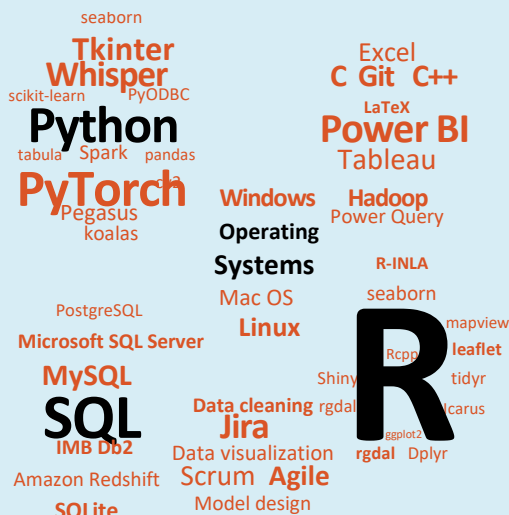 seaborn
Tkinter
Whisper
scikit-learn
PyODBC
Python
tabula
Spark
pandas
PyTorch
Pegasus
koalas
Excel
C Git C++
LaTeX
Power BI
Tableau
Windows
Hadoop
Power Query
Operating
Systems
Mac OS
Linux
R-INLA
seaborn
mapview
Rcpp
leaflet
Shiny
R
tidyr
rgdal
Icarus
ggplot2
rgdal
Dplyr
PostgreSQL
Microsoft SQL Server
MySQL
SQL
IMB Db2
Amazon Redshift
SQLite
Data cleaning
Jira
Data visualization
Scrum Agile
Model design